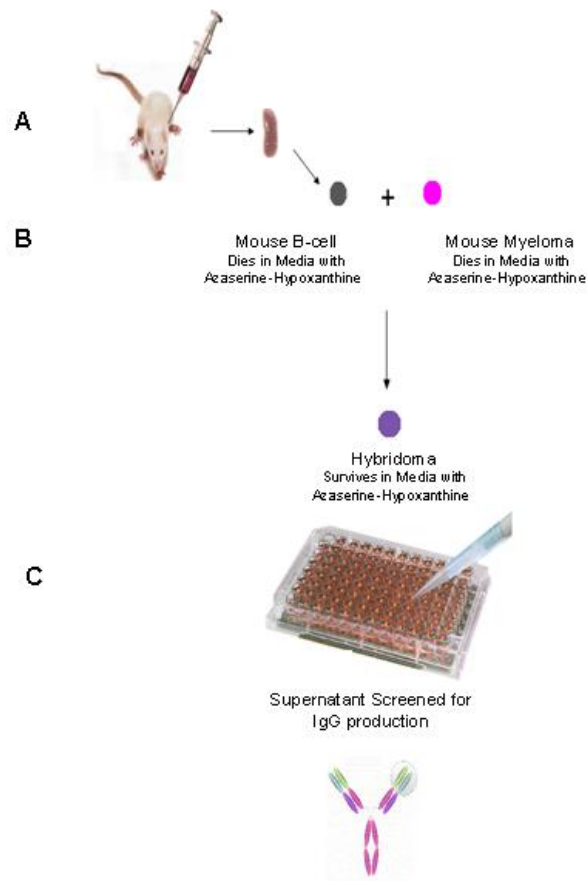 A
B
Mouse B-cell
Dies in Media with
Azaserine-Hypoxanthine
+
Mouse Myeloma
Dies in Media with
Azaserine-Hypoxanthine
Hybridoma
Survives in Media with
Azaserine-Hypoxanthine
C
Supernatant Screened for
IgG production